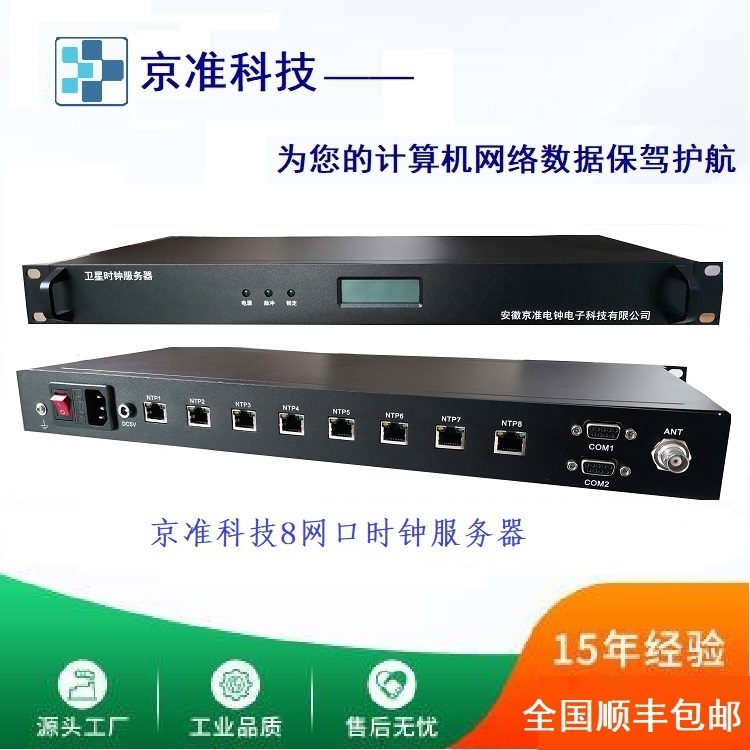 京准科技——
为您的计算机网络数据保驾护航
卫星时钟服务器
电源 脉冲 锁定
安徽京准电钟电子科技有限公司
DC5V
NTP1 NTP2 NTP3 NTP4 NTP5 NTP6 NTP7 NTP8
COM1
COM2
ANT
京准科技8网口时钟服务器
源头工厂 工业品质 售后无忧
15年经验
全国顺丰包邮